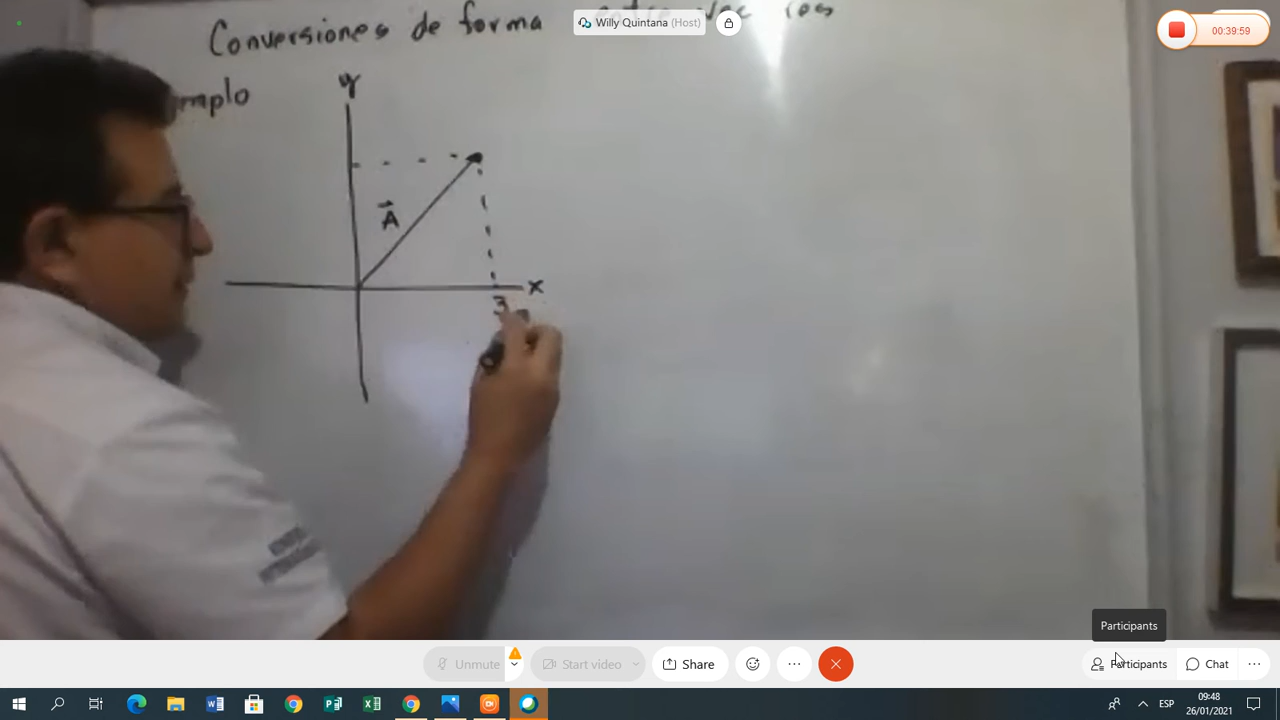 Willy Quintana (Host)
00:39:59
Conversiones de forma
y
A
x
3
Participants
Unmute
Start video
Share
Participants
Chat
ESP
09:48
26/01/2021